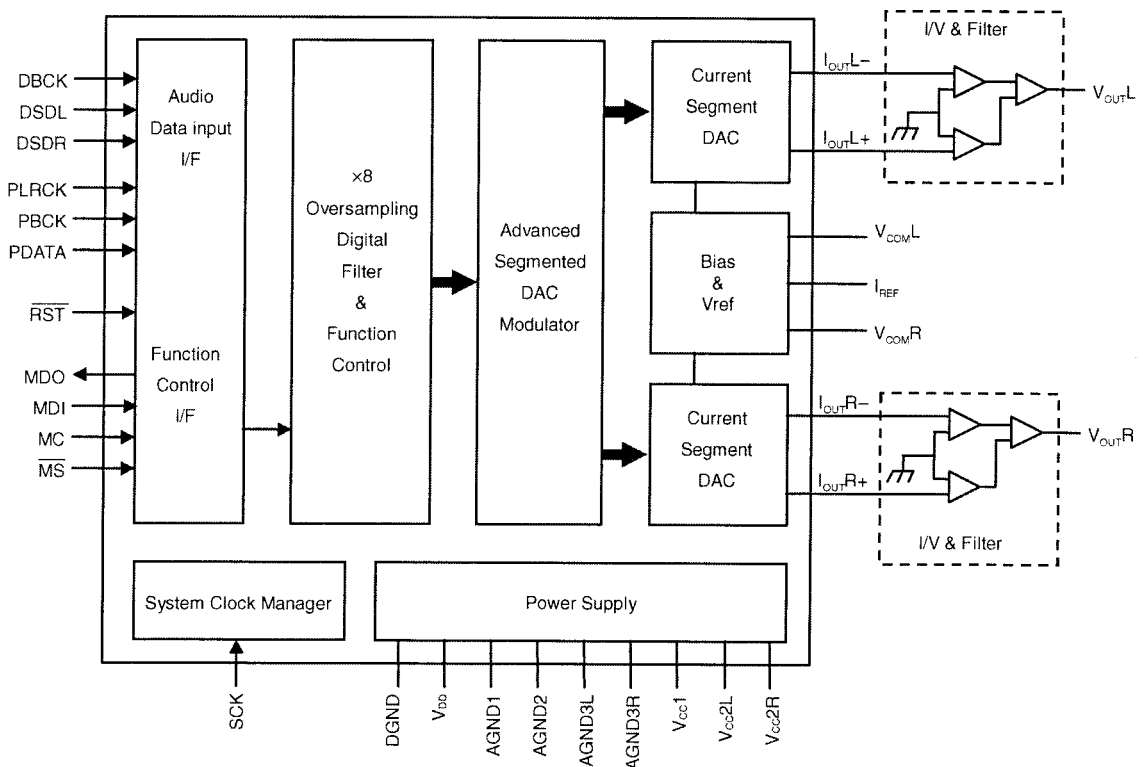 DBCK
DSDL
DSDR
PLRCK
PBCK
PDATA
RST
MDO
MDI
MC
MS
Audio
Data input
I/F
Function
Control
I/F
×8
Oversampling
Digital
Filter
&
Function
Control
Advanced
Segmented
DAC
Modulator
Current
Segment
DAC
Bias
&
Vref
Current
Segment
DAC
IOUTL−
IOUTL+
VCOML
IREF
VCOMR
IOUTR−
IOUTR+
I/V & Filter
VOUTL
VOUTR
I/V & Filter
System Clock Manager
Power Supply
SCK
DGND
VDD
AGND1
AGND2
AGND3L
AGND3R
VCC1
VCC2L
VCC2R